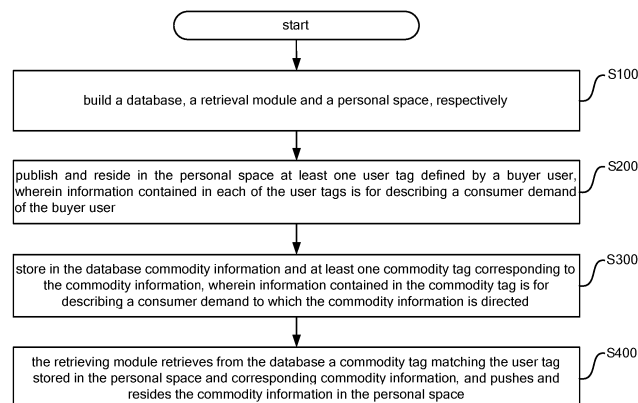 start
S100
build a database, a retrieval module and a personal space, respectively
S200
publish and reside in the personal space at least one user tag defined by a buyer user,
wherein information contained in each of the user tags is for describing a consumer demand
of the buyer user
S300
store in the database commodity information and at least one commodity tag corresponding to
the commodity information, wherein information contained in the commodity tag is for
describing a consumer demand to which the commodity information is directed
S400
the retrieving module retrieves from the database a commodity tag matching the user tag
stored in the personal space and corresponding commodity information, and pushes and
resides the commodity information in the personal space